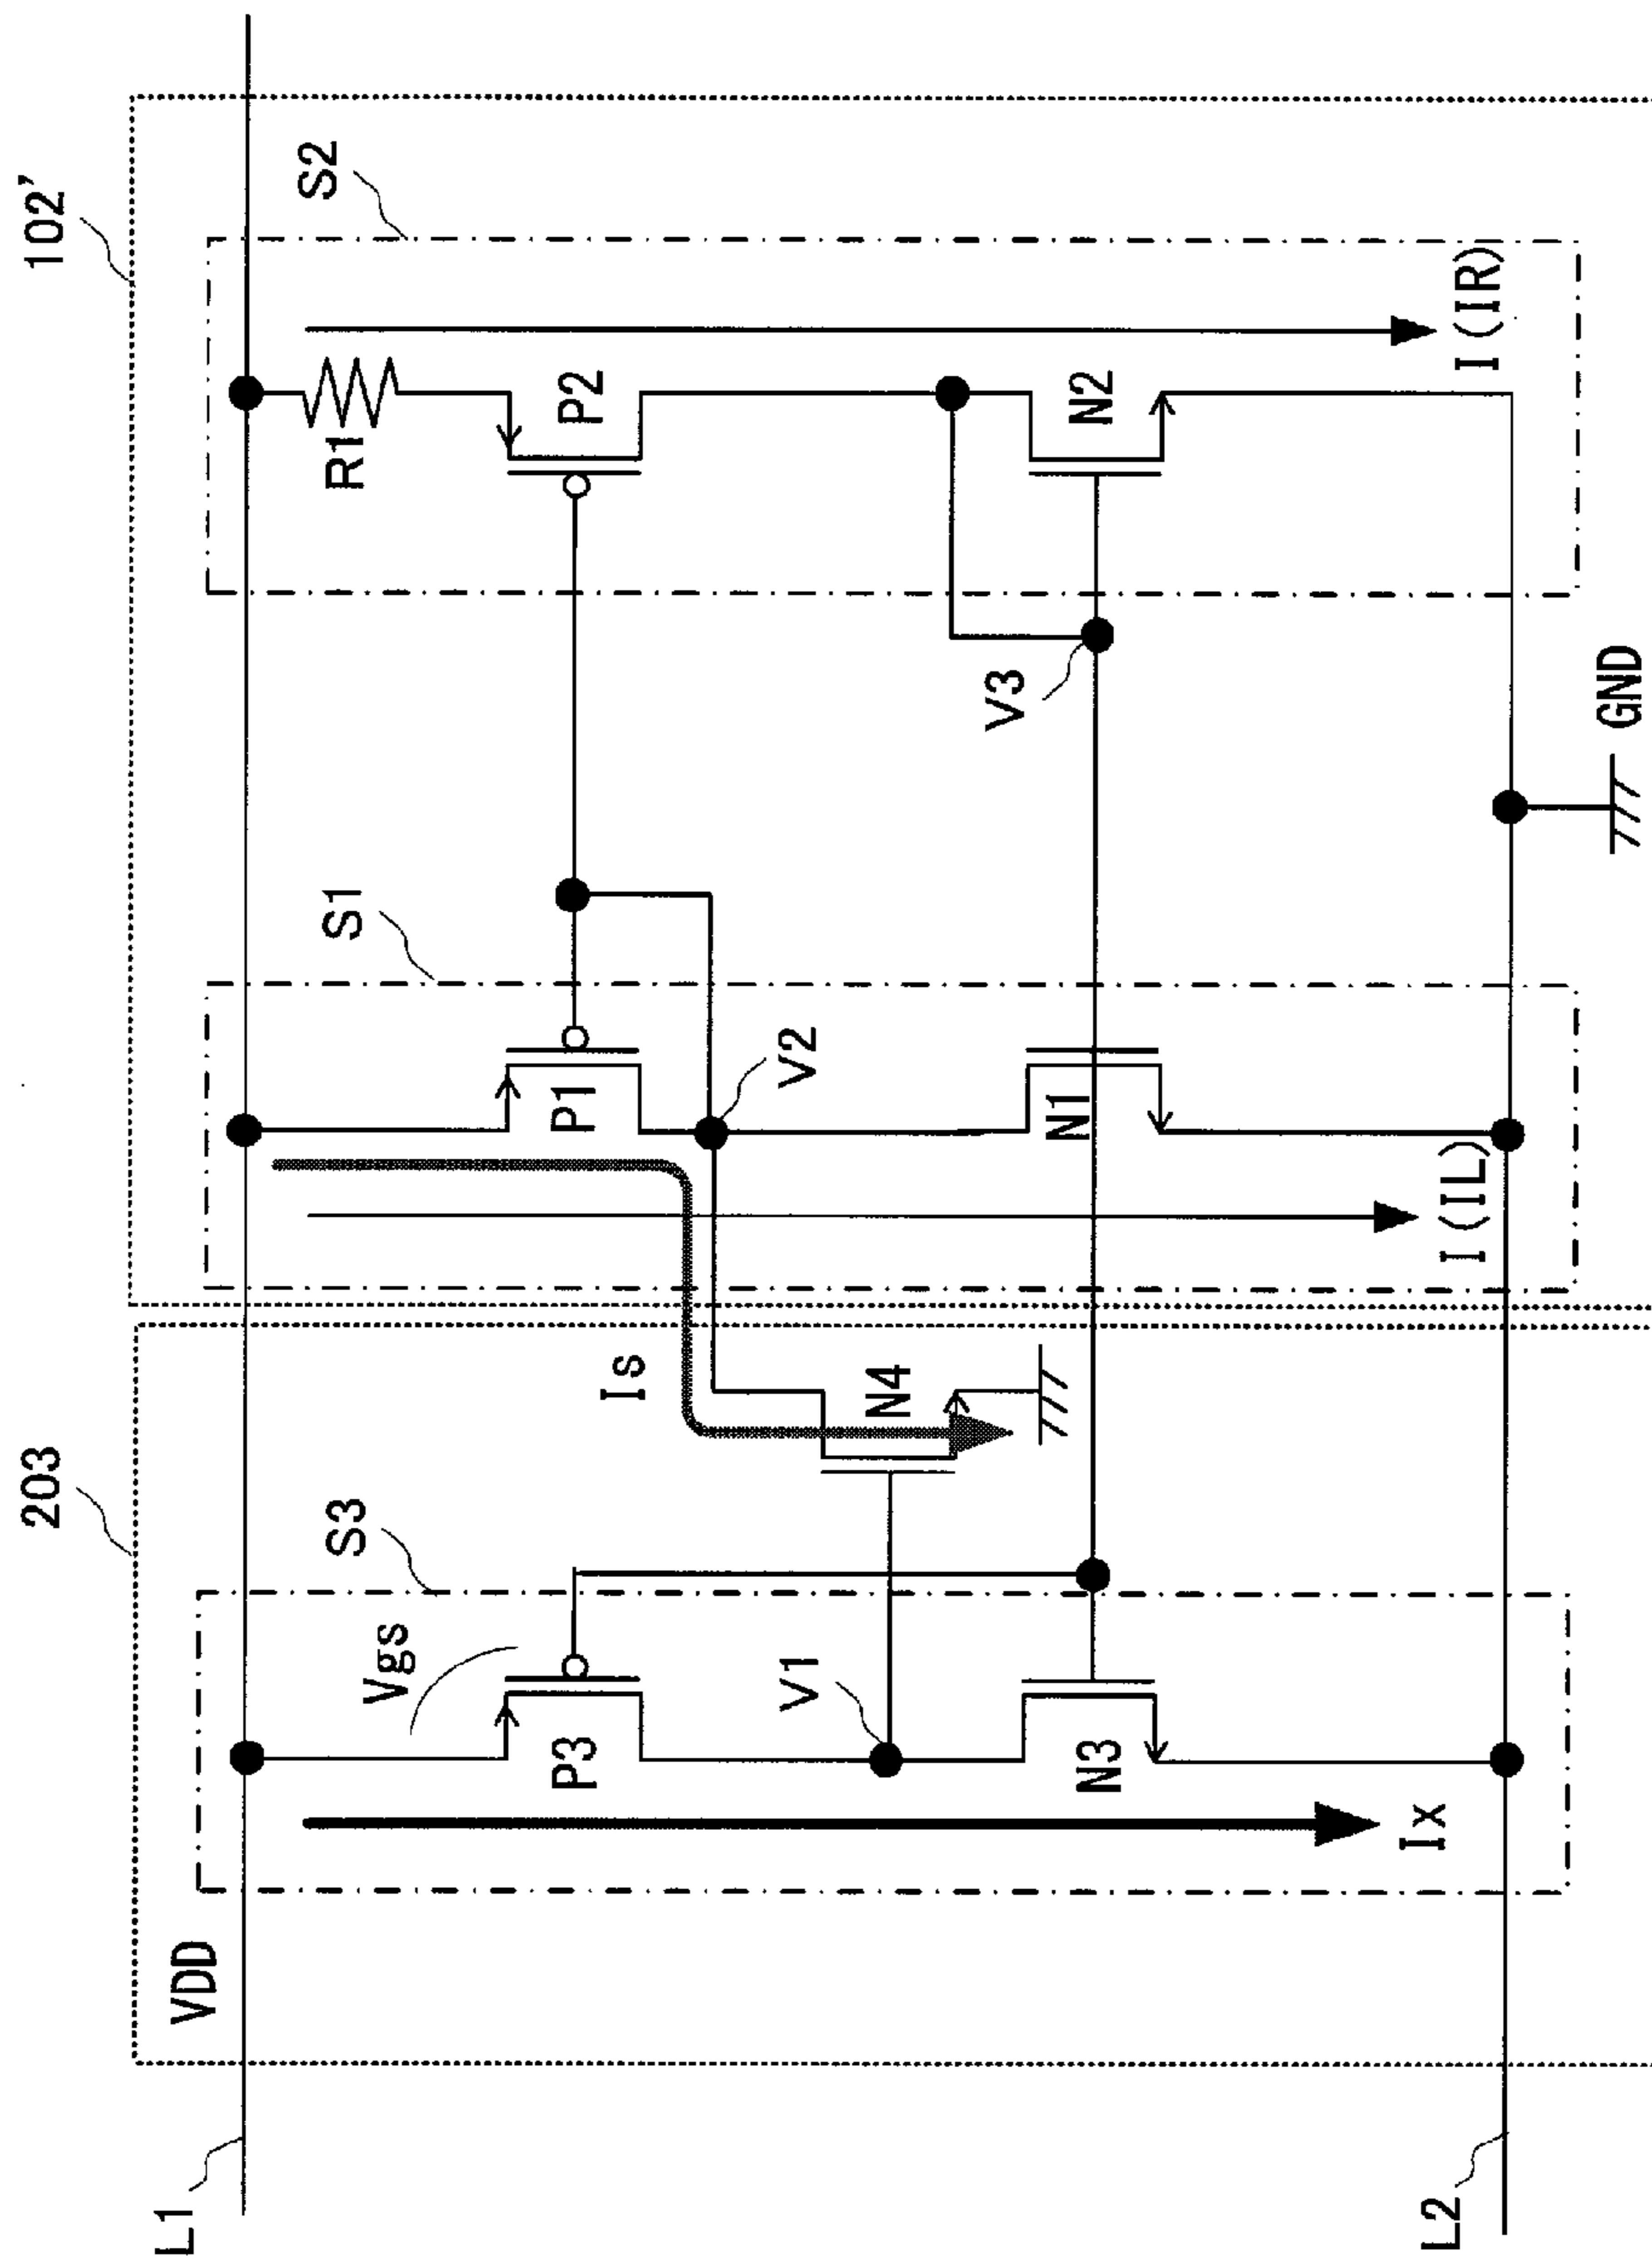 203
102'
L1
VDD
S3
Vgs
P3
V1
N3
Ix
Is
N4
S1
P1
V2
N1
I(IL)
S2
R1
P2
N2
V3
I(IR)
L2
GND